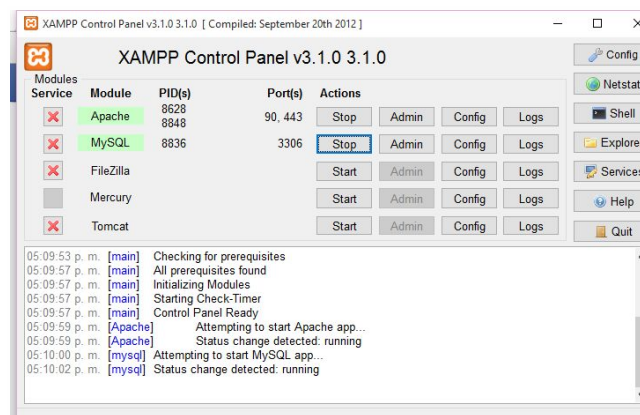 XAMPP Control Panel v3.1.0 3.1.0 [ Compiled: September 20th 2012 ]
XAMPP Control Panel v3.1.0 3.1.0
Config
Modules
Service Module PID(s) Port(s) Actions
Netstat
Apache 8628 8848 90, 443 Stop Admin Config Logs
Shell
MySQL 8836 3306 Stop Admin Config Logs
Explore
FileZilla Start Admin Config Logs
Services
Mercury Start Admin Config Logs
Help
Tomcat Start Admin Config Logs
Quit
05:09:53 p. m. [main] Checking for prerequisites
05:09:57 p. m. [main] All prerequisites found
05:09:57 p. m. [main] Initializing Modules
05:09:57 p. m. [main] Starting Check-Timer
05:09:57 p. m. [main] Control Panel Ready
05:09:59 p. m. [Apache] Attempting to start Apache app...
05:09:59 p. m. [Apache] Status change detected: running
05:10:00 p. m. [mysql] Attempting to start MySQL app...
05:10:02 p. m. [mysql] Status change detected: running